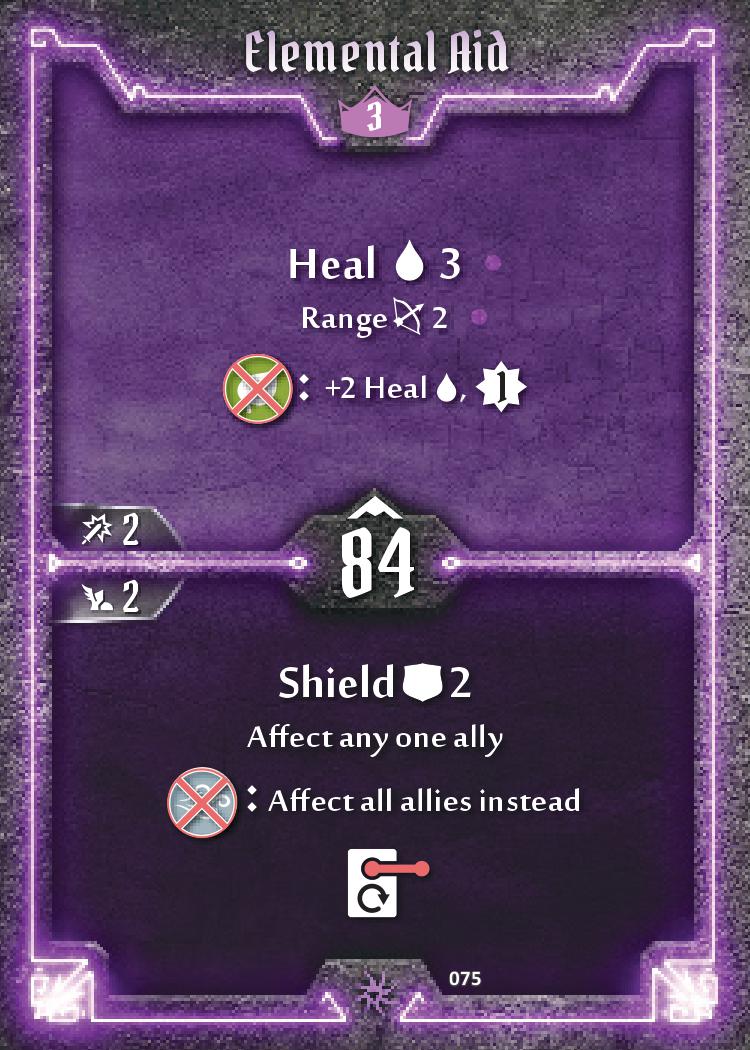 Elemental Aid
3
Heal 3
Range 2
: +2 Heal , 1
2
84
2
Shield 2
Affect any one ally
: Affect all allies instead
075